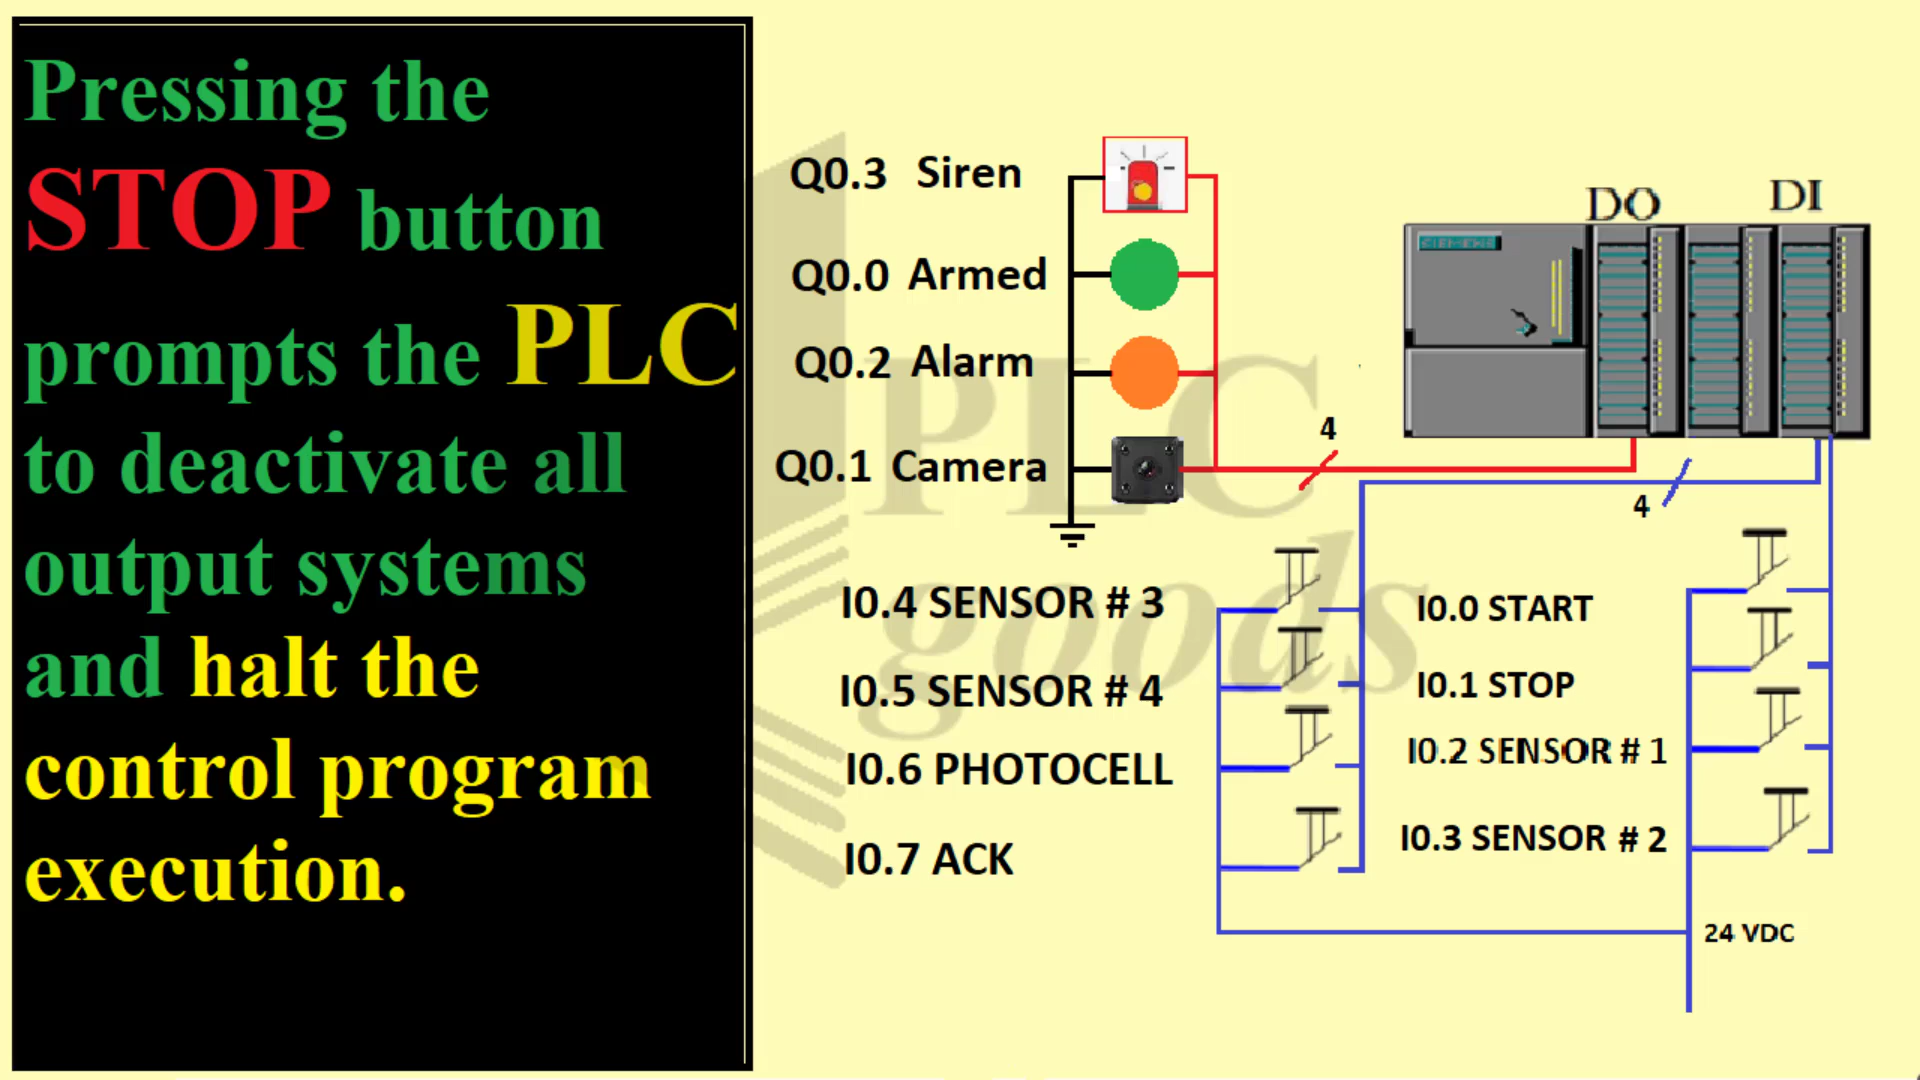 Pressing the
STOP button
prompts the PLC
to deactivate all
output systems
and halt the
control program
execution.
Q0.3 Siren
Q0.0 Armed
Q0.2 Alarm
Q0.1 Camera
DO
DI
SIEMENS
4
4
I0.4 SENSOR # 3
I0.5 SENSOR # 4
I0.6 PHOTOCELL
I0.7 ACK
I0.0 START
I0.1 STOP
I0.2 SENSOR # 1
I0.3 SENSOR # 2
24 VDC
PLC
goods